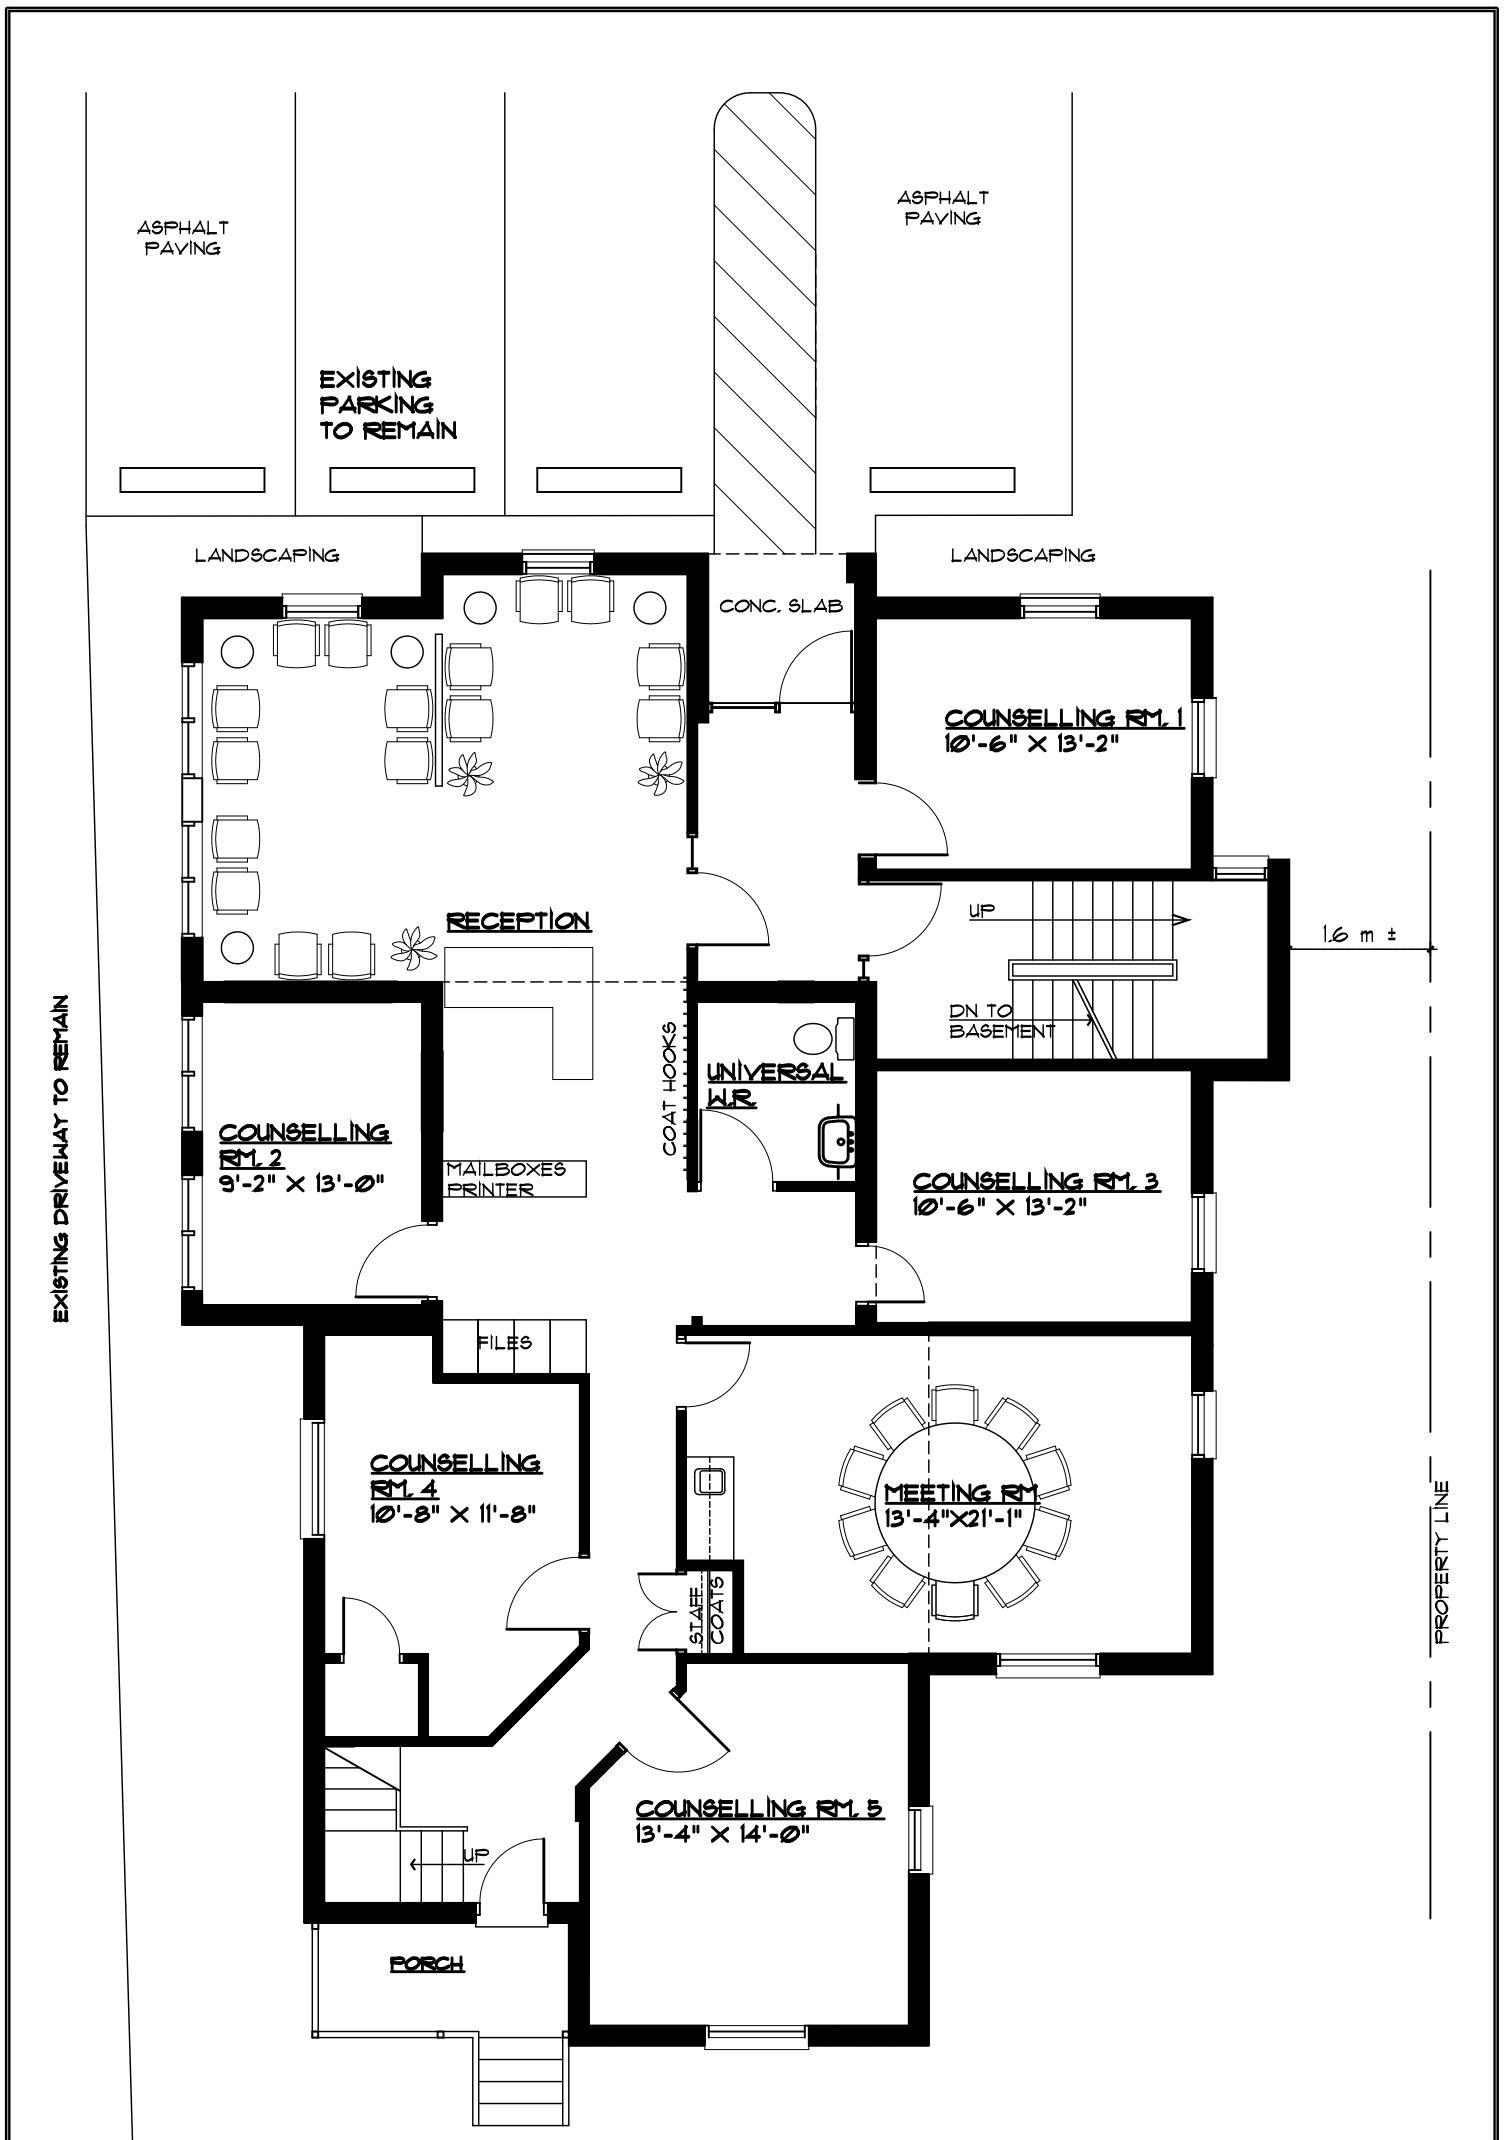 ASPHALT
PAVING
ASPHALT
PAVING
EXISTING
PARKING
TO REMAIN
LANDSCAPING
LANDSCAPING
CONC. SLAB
COUNSELLING RM. 1
10'-6" X 13'-2"
RECEPTION
UP
1.6 m ±
DN TO
BASEMENT
EXISTING DRIVEWAY TO REMAIN
COAT HOOKS
UNIVERSAL
W.R.
COUNSELLING
RM. 2
9'-2" X 13'-0"
MAILBOXES
PRINTER
COUNSELLING RM. 3
10'-6" X 13'-2"
FILES
COUNSELLING
RM. 4
10'-8" X 11'-8"
MEETING RM
13'-4"X21'-1"
PROPERTY LINE
STAFF
COATS
COUNSELLING RM. 5
13'-4" X 14'-0"
UP
PORCH